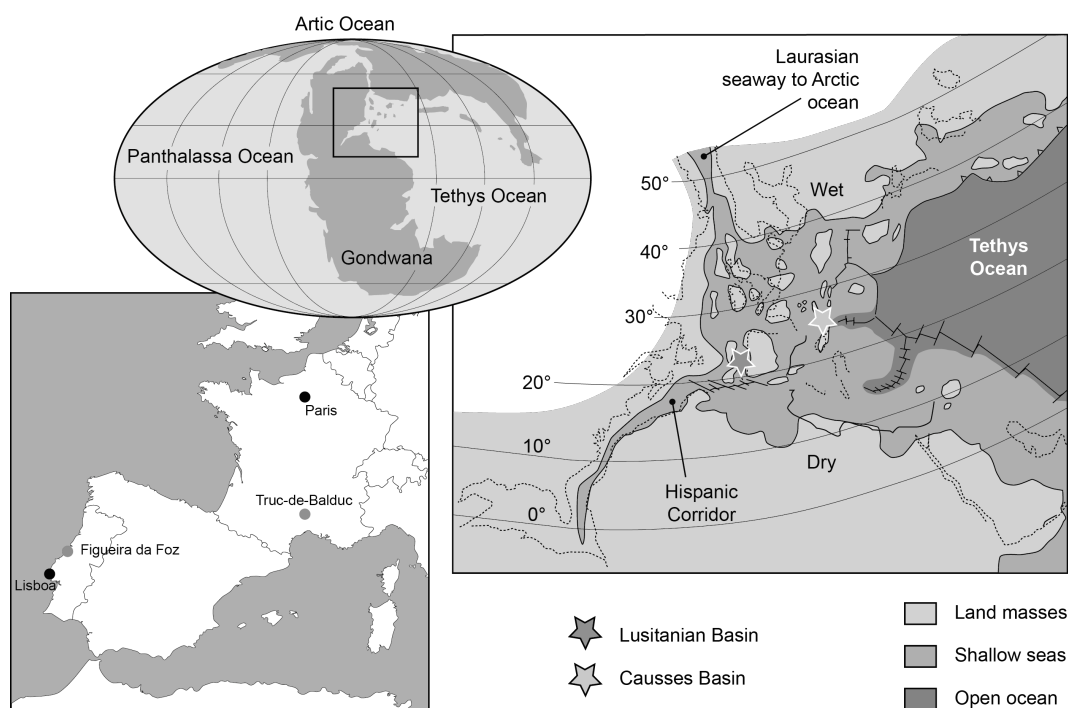 Artic Ocean
Panthalassa Ocean
Tethys Ocean
Gondwana
Laurasian
seaway to Arctic
ocean
50°
Wet
40°
Tethys
Ocean
30°
20°
10°
Dry
Hispanic
Corridor
0°
Paris
Truc-de-Balduc
Figueira da Foz
Lisboa
Lusitanian Basin
Causses Basin
Land masses
Shallow seas
Open ocean